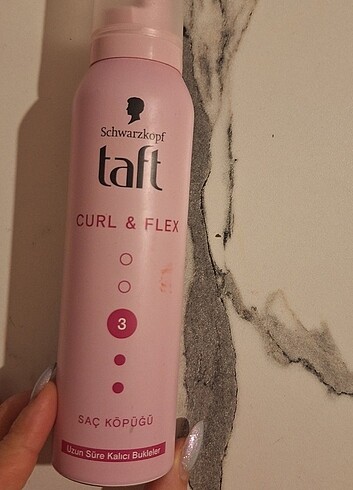 Schwarzkopf
taft
CURL & FLEX
3
SAÇ KÖPÜĞÜ
Uzun Süre Kalıcı Bukleler